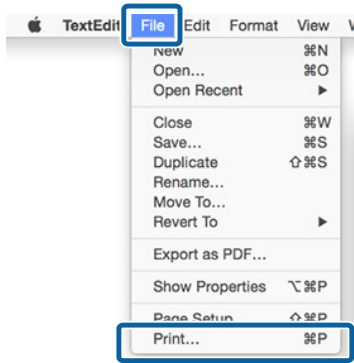 TextEdit File Edit Format View
New ⌘N
Open... ⌘O
Open Recent ▶
Close ⌘W
Save... ⌘S
Duplicate ⇧⌘S
Rename...
Move To...
Revert To ▶
Export as PDF...
Show Properties ⌥⌘P
Page Setup ⇧⌘P
Print... ⌘P